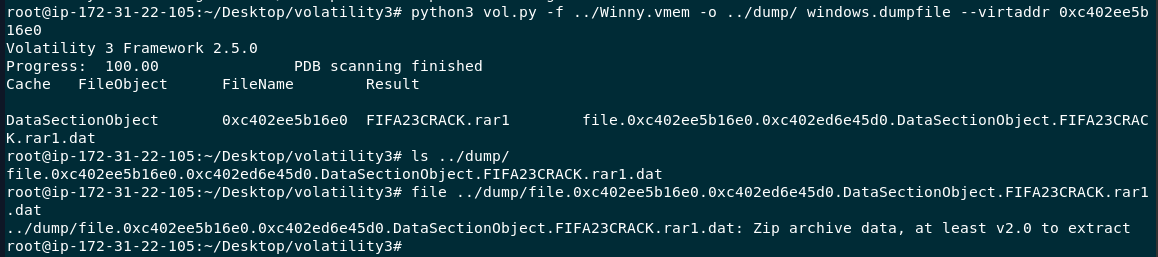 root@ip-172-31-22-105:~/Desktop/volatility3# python3 vol.py -f ../Winny.vmem -o ../dump/ windows.dumpfile --virtaddr 0xc402ee5b
16e0
Volatility 3 Framework 2.5.0
Progress:  100.00               PDB scanning finished
Cache   FileObject      FileName        Result

DataSectionObject       0xc402ee5b16e0  FIFA23CRACK.rar1        file.0xc402ee5b16e0.0xc402ed6e45d0.DataSectionObject.FIFA23CRAC
K.rar1.dat
root@ip-172-31-22-105:~/Desktop/volatility3# ls ../dump/
file.0xc402ee5b16e0.0xc402ed6e45d0.DataSectionObject.FIFA23CRACK.rar1.dat
root@ip-172-31-22-105:~/Desktop/volatility3# file ../dump/file.0xc402ee5b16e0.0xc402ed6e45d0.DataSectionObject.FIFA23CRACK.rar1
.dat
../dump/file.0xc402ee5b16e0.0xc402ed6e45d0.DataSectionObject.FIFA23CRACK.rar1.dat: Zip archive data, at least v2.0 to extract
root@ip-172-31-22-105:~/Desktop/volatility3#